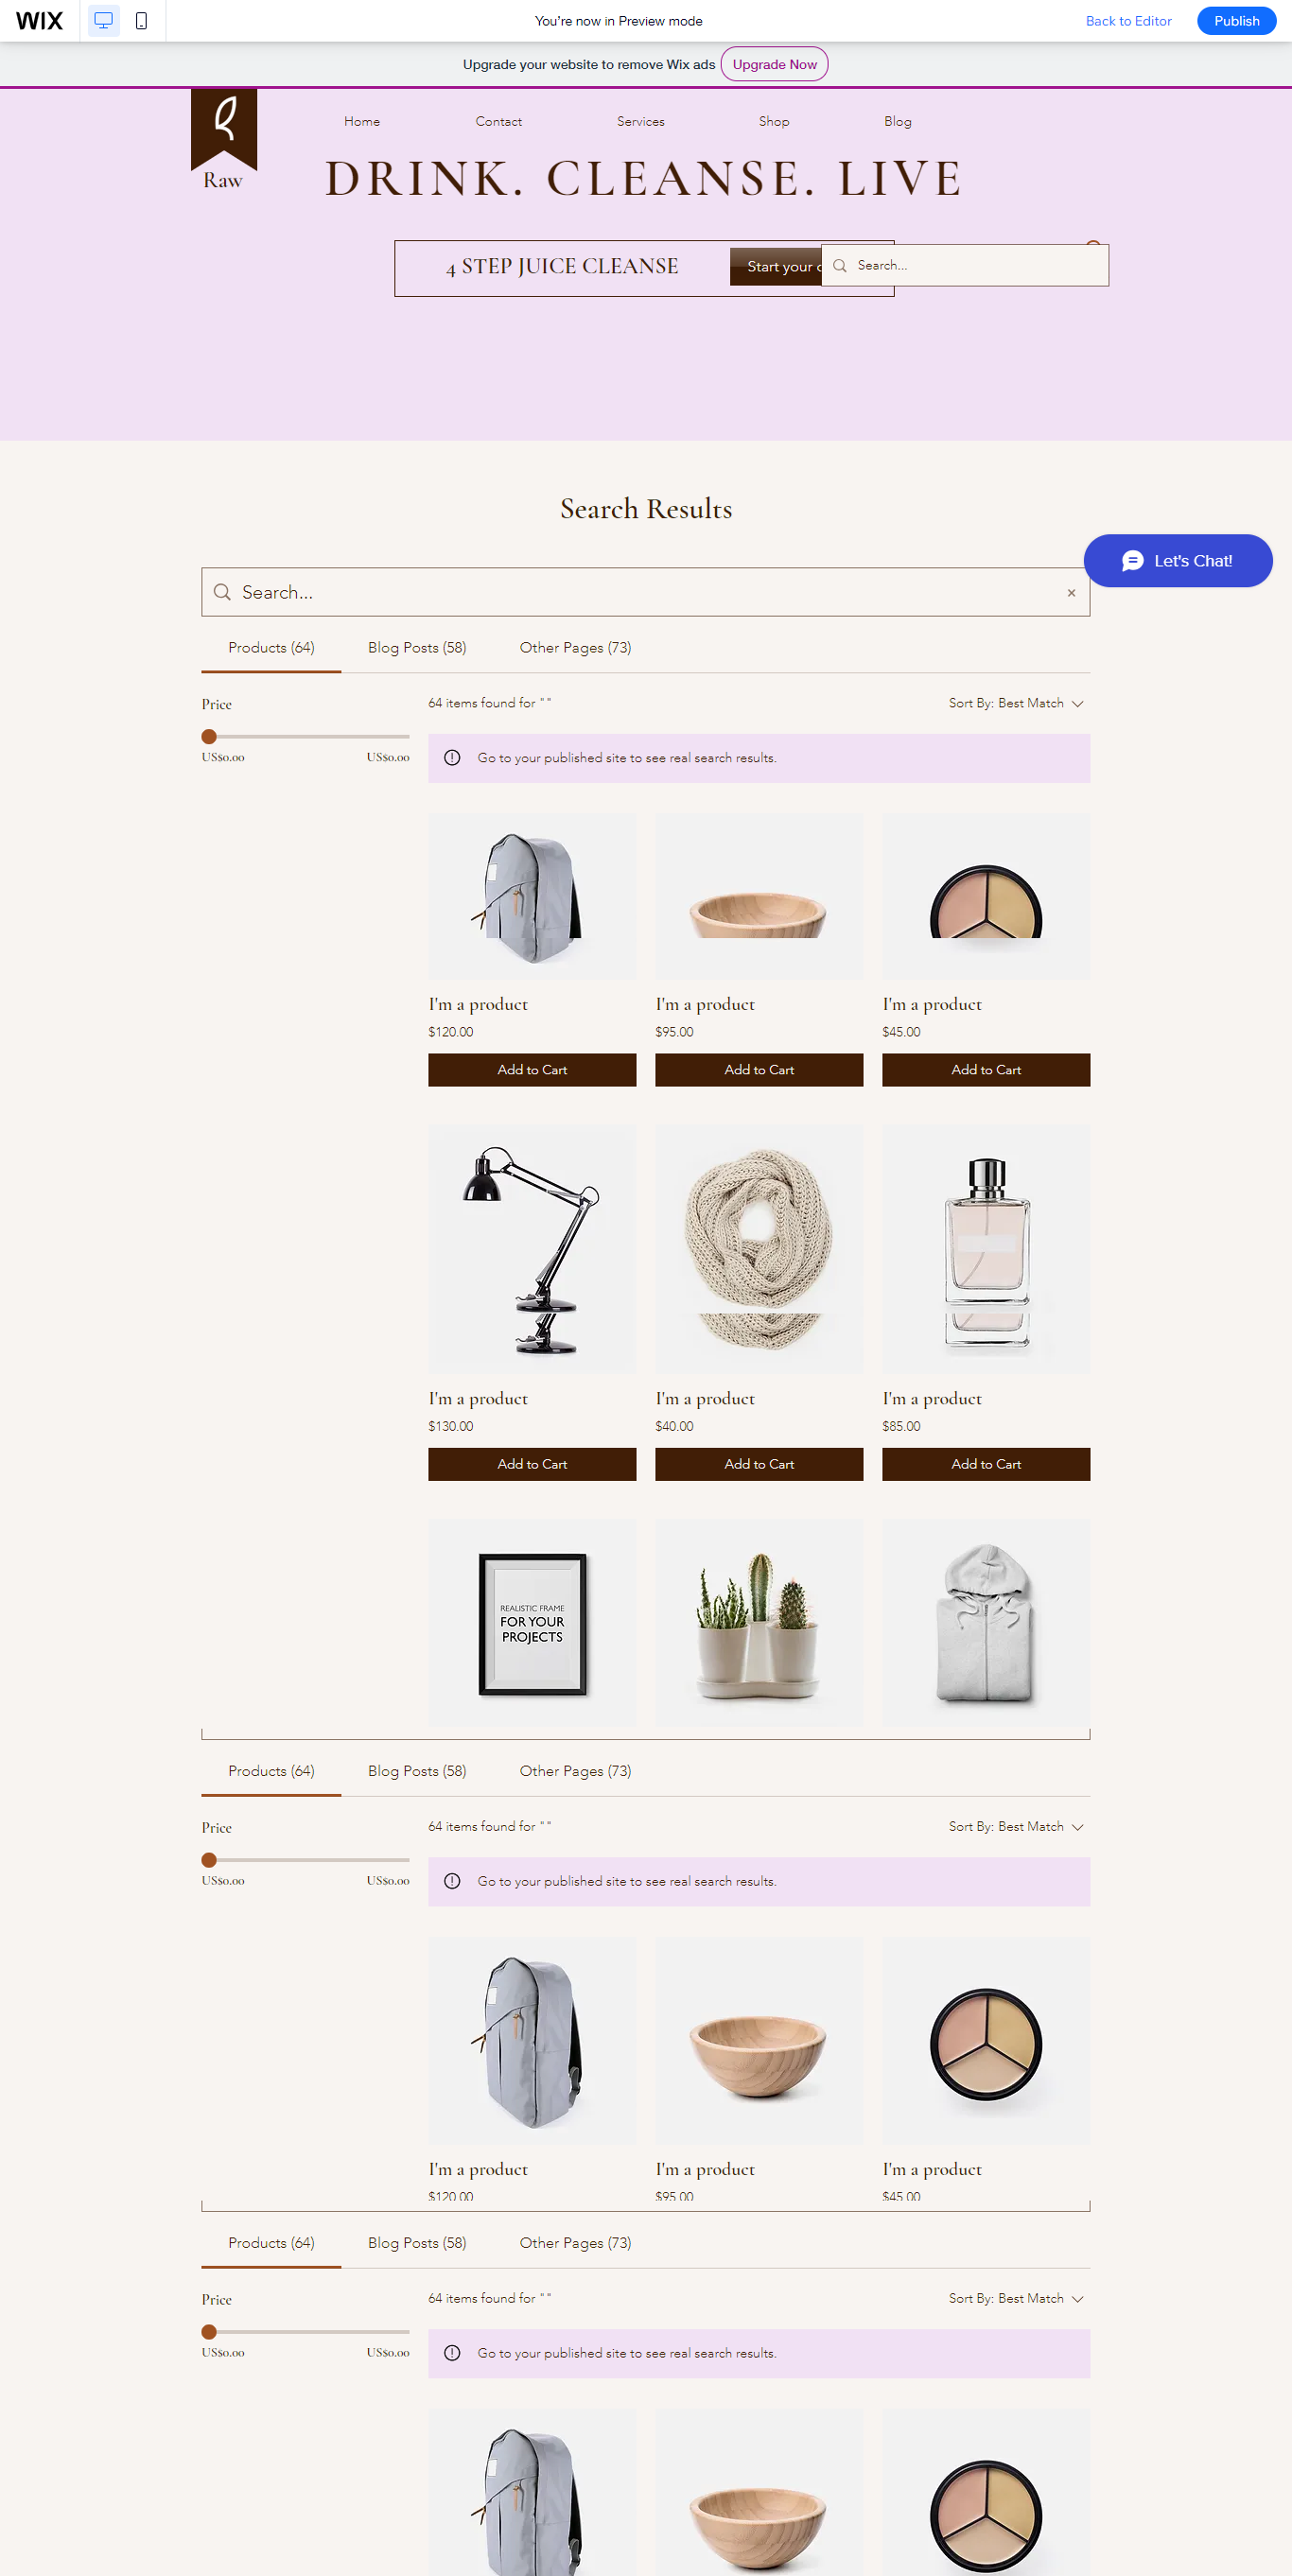 WIX
You're now in Preview mode
Back to Editor
Publish
Upgrade your website to remove Wix ads
Upgrade Now
Home
Contact
Services
Shop
Blog
Raw
DRINK. CLEANSE. LIVE
4 STEP JUICE CLEANSE
Start your
Search...
Search Results
Let's Chat!
Search...
Products (64)
Blog Posts (58)
Other Pages (73)
Price
64 items found for ""
Sort By: Best Match
US$0.00
US$0.00
Go to your published site to see real search results.
I'm a product
I'm a product
I'm a product
$120.00
$95.00
$45.00
Add to Cart
Add to Cart
Add to Cart
I'm a product
I'm a product
I'm a product
$130.00
$40.00
$85.00
Add to Cart
Add to Cart
Add to Cart
REALISTIC FRAME
FOR YOUR
PROJECTS
Products (64)
Blog Posts (58)
Other Pages (73)
Price
64 items found for ""
Sort By: Best Match
US$0.00
US$0.00
Go to your published site to see real search results.
I'm a product
I'm a product
I'm a product
$120.00
$95.00
$45.00
Products (64)
Blog Posts (58)
Other Pages (73)
Price
64 items found for ""
Sort By: Best Match
US$0.00
US$0.00
Go to your published site to see real search results.